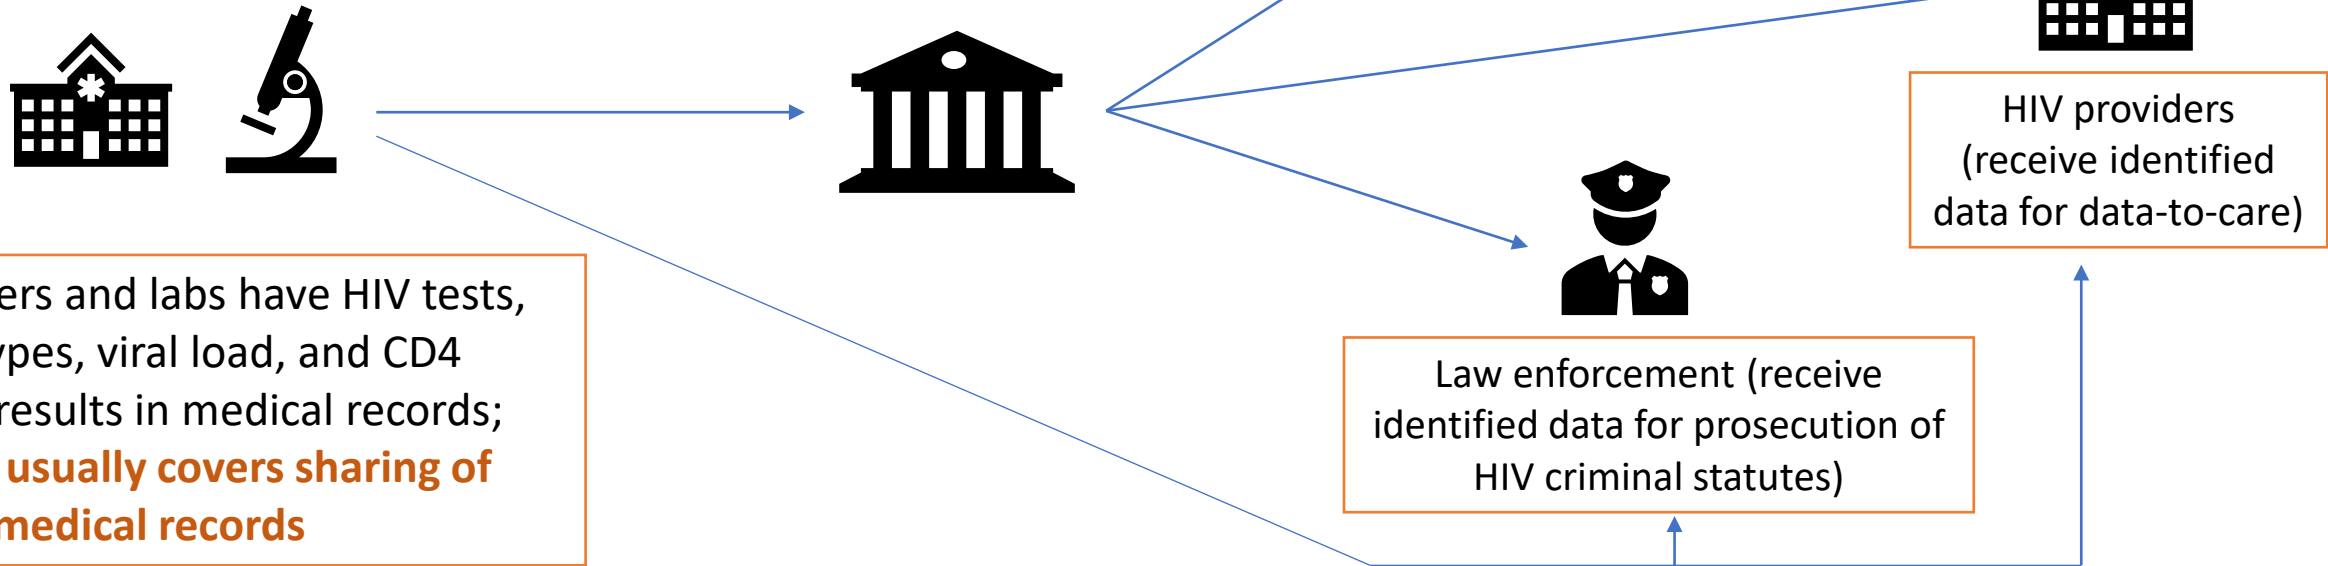 HIV providers
(receive identified
data for data-to-care)
ers and labs have HIV tests,
ypes, viral load, and CD4
results in medical records;
usually covers sharing of
medical records
Law enforcement (receive
identified data for prosecution of
HIV criminal statutes)